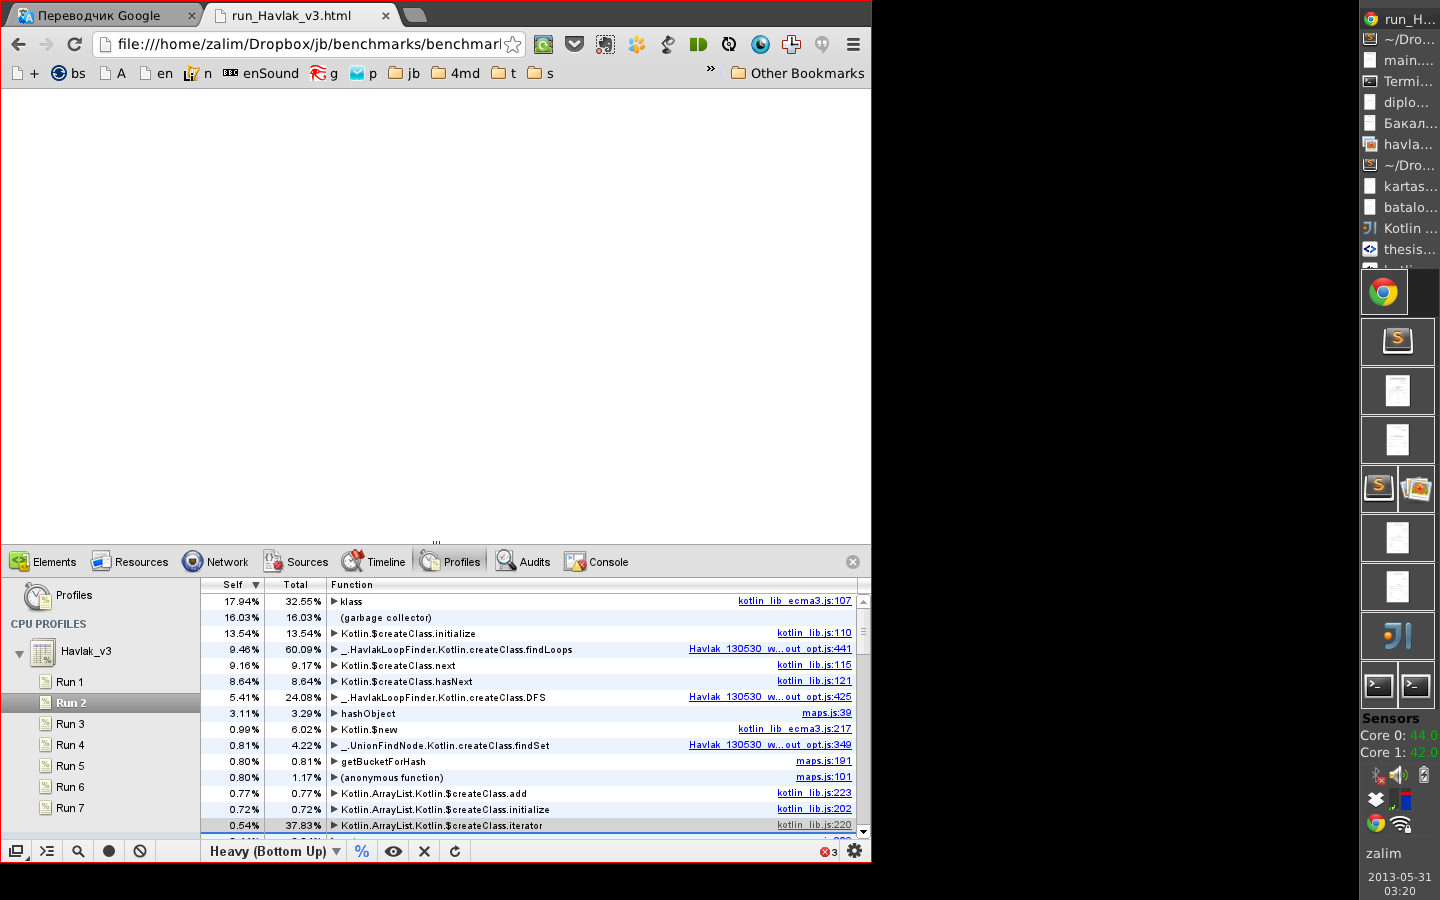 Переводчик Google
run_Havlak_v3.html
file:///home/zalim/Dropbox/jb/benchmarks/benchmar
+ bs A en n enSound g p jb 4md t s » Other Bookmarks
Elements Resources Network Sources Timeline Profiles Audits Console
Profiles
CPU PROFILES
Havlak_v3
Run 1
Run 2
Run 3
Run 4
Run 5
Run 6
Run 7
Self Total Function
17.94% 32.55% klass kotlin_lib_ecma3.js:107
16.03% 16.03% (garbage collector)
13.54% 13.54% Kotlin.$createClass.initialize kotlin_lib.js:110
9.46% 60.09% _.HavlakLoopFinder.Kotlin.createClass.findLoops Havlak_130530_w...out_opt.js:441
9.16% 9.17% Kotlin.$createClass.next kotlin_lib.js:115
8.64% 8.64% Kotlin.$createClass.hasNext kotlin_lib.js:121
5.41% 24.08% _.HavlakLoopFinder.Kotlin.createClass.DFS Havlak_130530_w...out_opt.js:425
3.11% 3.29% hashObject maps.js:39
0.99% 6.02% Kotlin.$new kotlin_lib_ecma3.js:217
0.81% 4.22% _.UnionFindNode.Kotlin.createClass.findSet Havlak_130530_w...out_opt.js:349
0.80% 0.81% getBucketForHash maps.js:191
0.80% 1.17% (anonymous function) maps.js:101
0.77% 0.77% Kotlin.ArrayList.Kotlin.$createClass.add kotlin_lib.js:223
0.72% 0.72% Kotlin.ArrayList.Kotlin.$createClass.initialize kotlin_lib.js:202
0.54% 37.83% Kotlin.ArrayList.Kotlin.$createClass.iterator kotlin_lib.js:220
Heavy (Bottom Up) % 3
run_H...
~/Dro...
main....
Termi...
diplo...
Бакал...
havla...
~/Dro...
kartas...
batalo...
Kotlin ...
thesis...
Sensors
Core 0: 44.0
Core 1: 42.0
zalim
2013-05-31
03:20